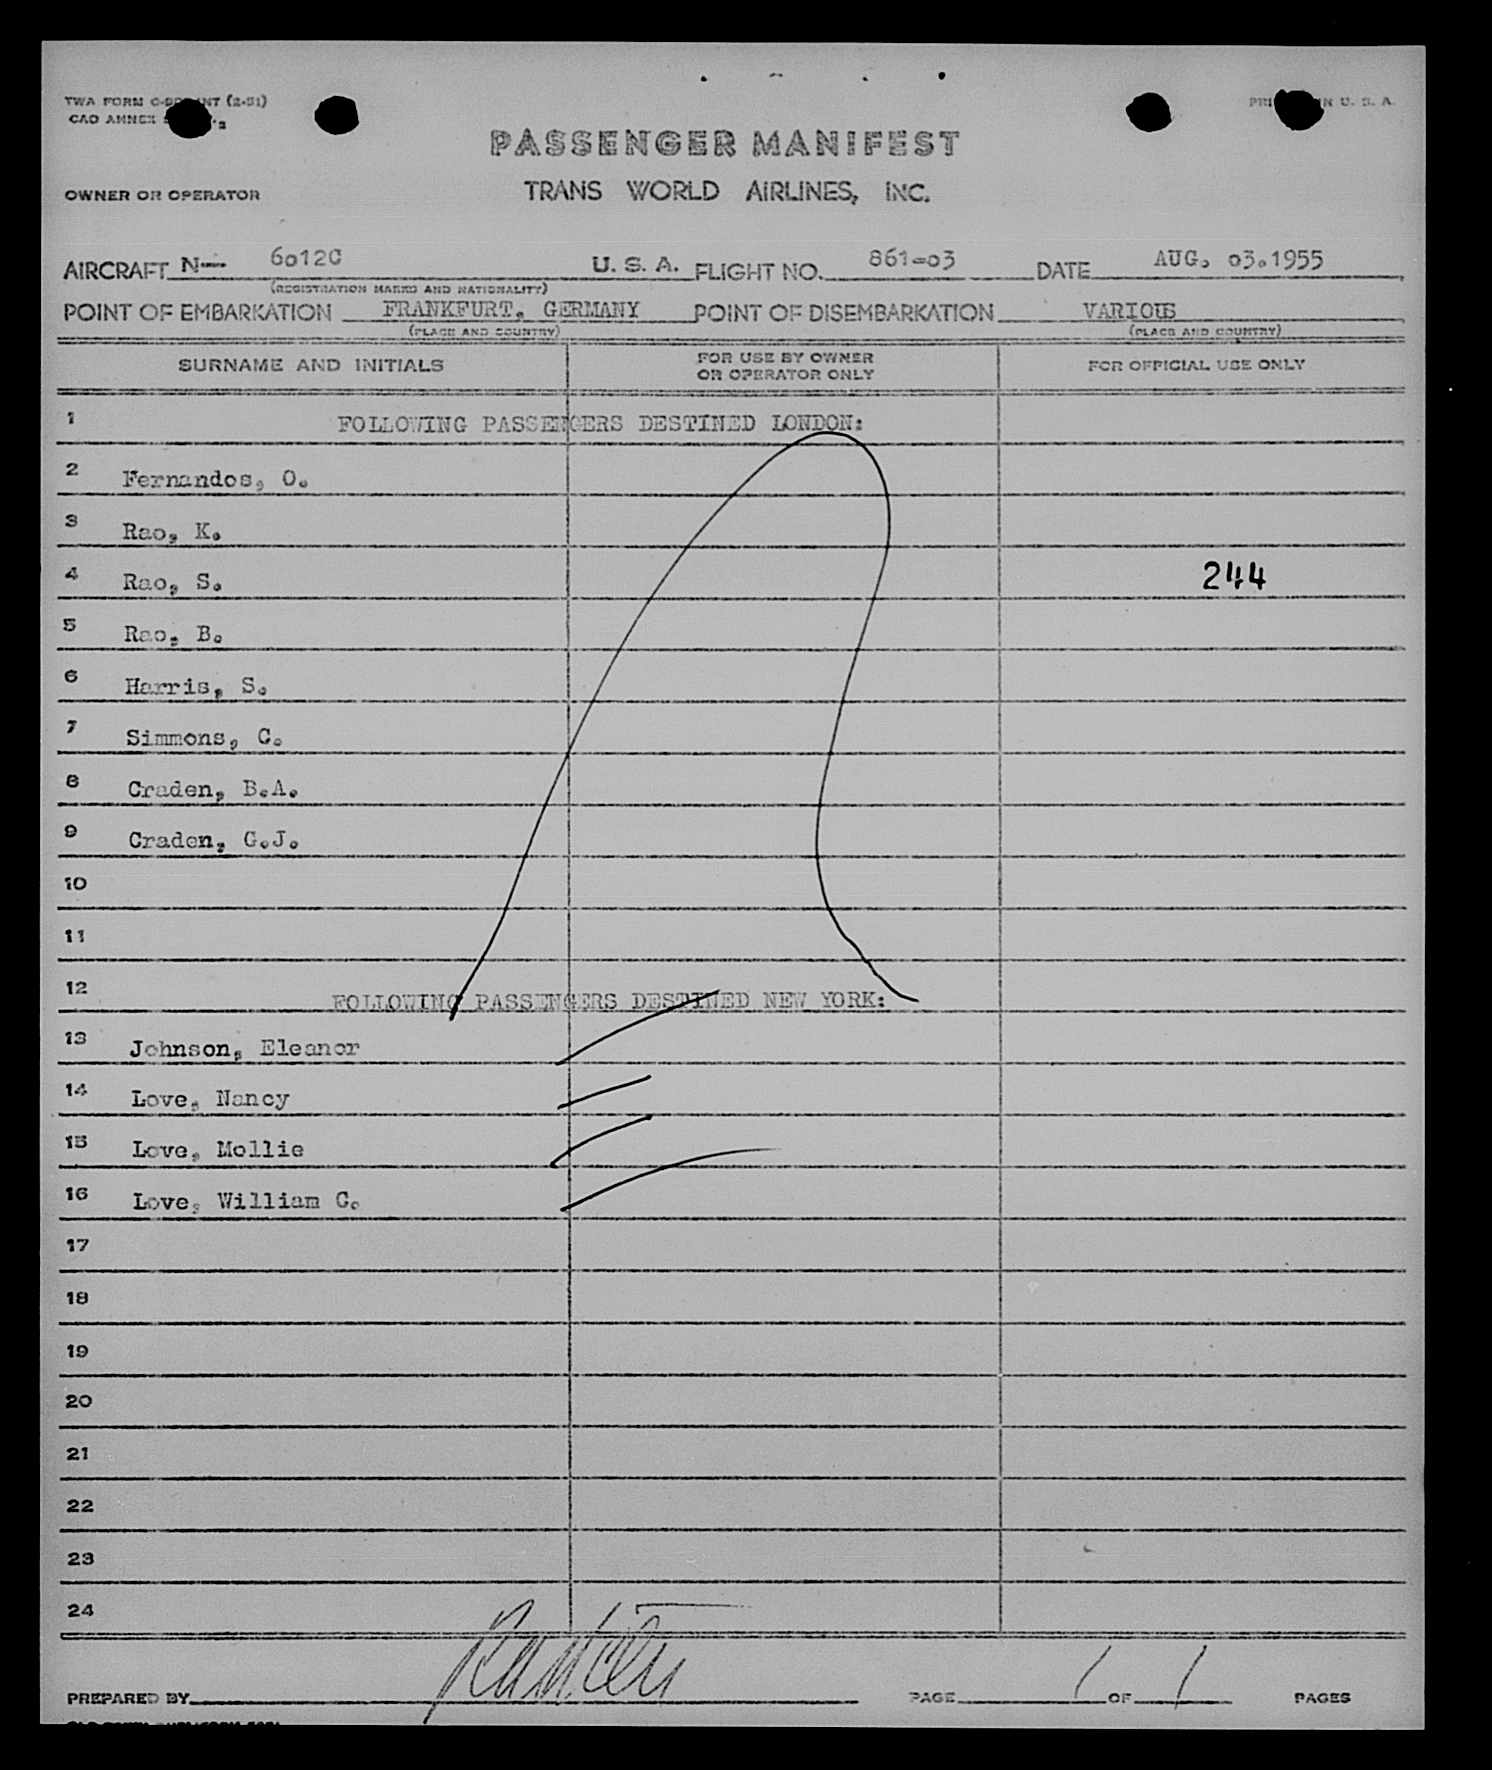 TWA FORM (2-51)
PRINTED IN U. S. A.
CAO ANNEX
PASSENGER MANIFEST
OWNER OR OPERATOR TRANS WORLD AIRLINES, INC.
AIRCRAFT N- 6012C U. S. A. FLIGHT NO. 861-03 DATE AUG. 03.1955
(REGISTRATION MARKS AND NATIONALITY)
POINT OF EMBARKATION FRANKFURT, GERMANY POINT OF DISEMBARKATION VARIOUS
(PLACE AND COUNTRY) (PLACE AND COUNTRY)
SURNAME AND INITIALS FOR USE BY OWNER OR OPERATOR ONLY FOR OFFICIAL USE ONLY
1 FOLLOWING PASSENGERS DESTINED LONDON:
2 Fernandos, O.
3 Rao, K.
4 Rao, S. 244
5 Rao, B.
6 Harris, S.
7 Simmons, C.
8 Craden, B.A.
9 Craden, G.J.
10
11
12 FOLLOWING PASSENGERS DESTINED NEW YORK:
13 Johnson, Eleanor
14 Love, Nancy
15 Love, Mollie
16 Love, William C.
17
18
19
20
21
22
23
24
PREPARED BY PAGE 1 OF 1 PAGES